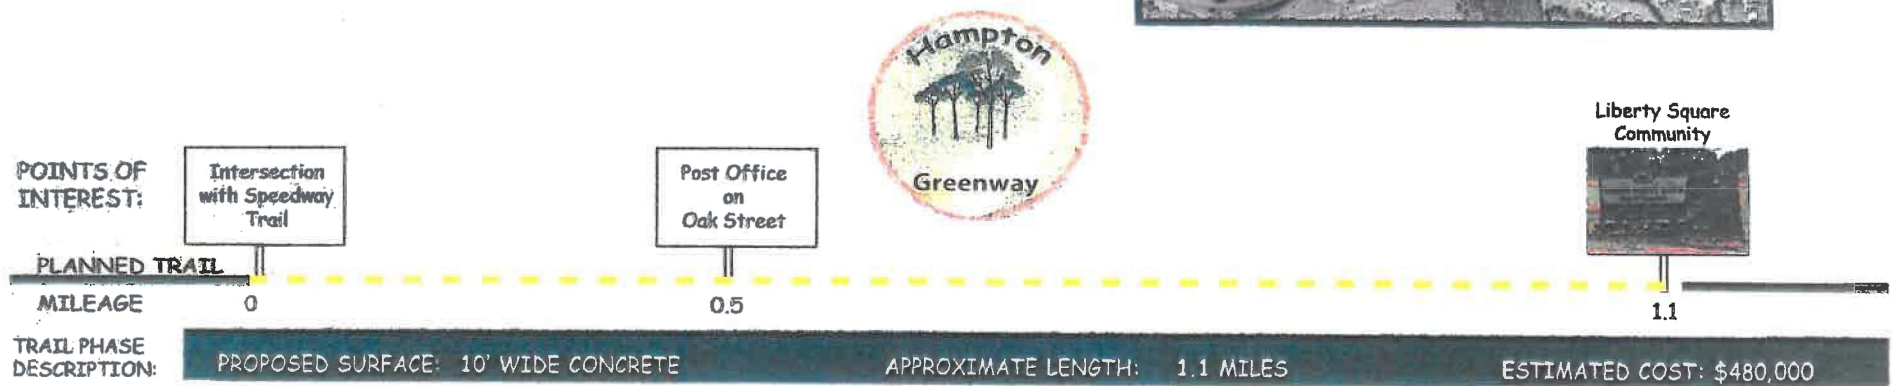 Hampton
Greenway
Liberty Square
Community
POINTS OF
INTEREST:
Intersection
with Speedway
Trail
Post Office
on
Oak Street
PLANNED TRAIL
MILEAGE
0
0.5
1.1
TRAIL PHASE
DESCRIPTION:
PROPOSED SURFACE: 10' WIDE CONCRETE
APPROXIMATE LENGTH: 1.1 MILES
ESTIMATED COST: $480,000